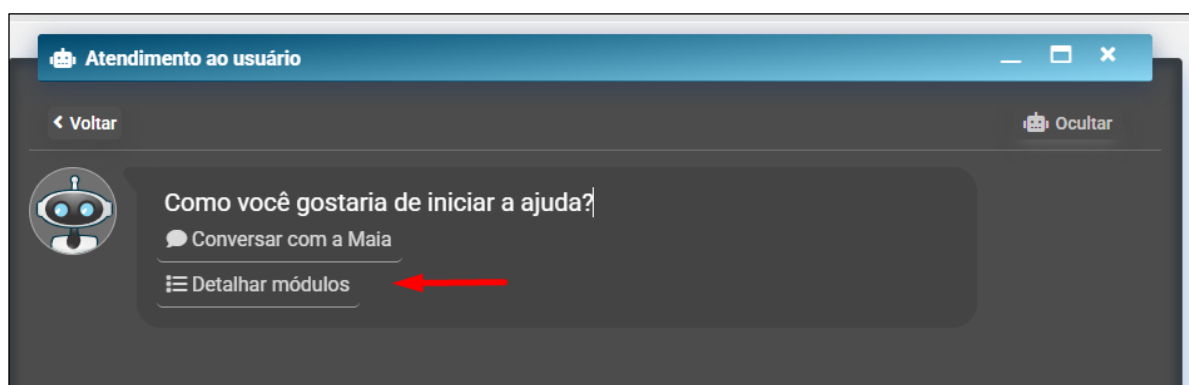 Atendimento ao usuário
Voltar
Ocultar
Como você gostaria de iniciar a ajuda?
Conversar com a Maia
Detalhar módulos